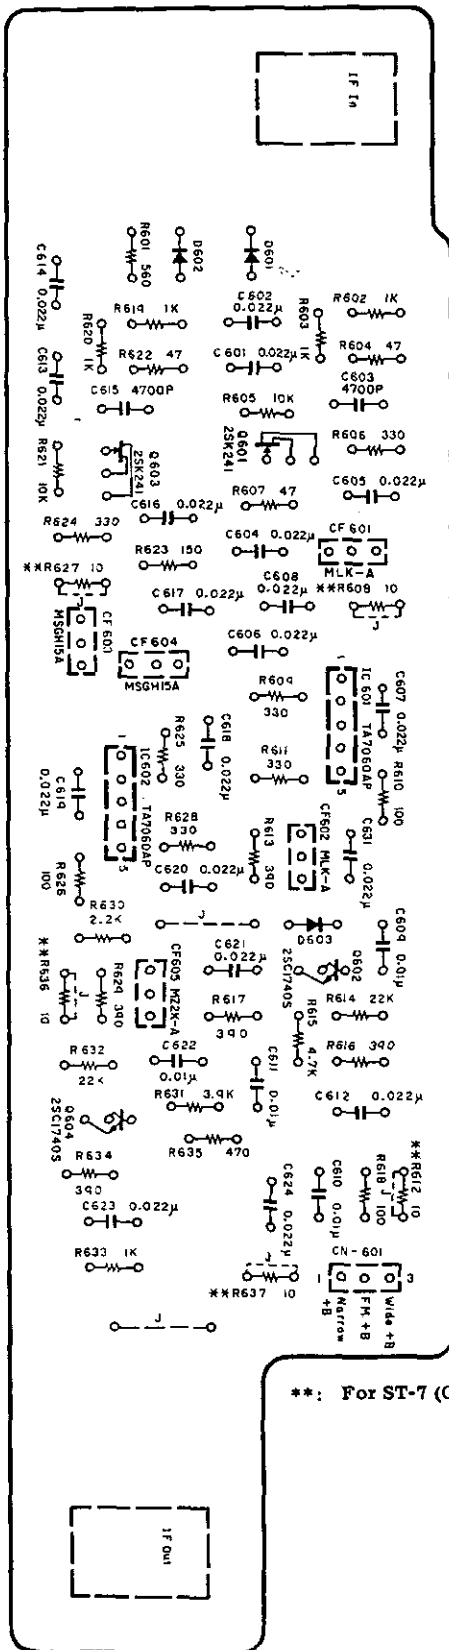 IF In
R601 560
D602
D601
C614 0.022μ
R619 1K
C602
0.022μ
R603
1K
R602 1K
R620
1K
R622 47
C601 0.022μ
R604 47
C613 0.022μ
C615 4700P
R605 10K
C603
4700P
R621
10K
Q603
2SK241
Q601
2SK241
R606 330
C616 0.022μ
R607 47
C605 0.022μ
R624 330
R623 150
C604 0.022μ
CF601
MLK-A
**R627 10
J
C617 0.022μ
C608
0.022μ
**R608 10
J
CF603
MSGH15A
CF604
MSGH15A
C606 0.022μ
R609
330
1
IC601 TA7060AP
5
C607 0.022μ
R625
330
C618
0.022μ
R611
330
R610
100
1
IC602 TA7060AP
5
C619
0.022μ
R628
330
R613
390
CF602 MLK-A
C631
0.022μ
R626
100
C620 0.022μ
R630
2.2K
J
D603
C609
0.01μ
**R636
J
10
R629
390
CF605 M22K-A
C621
0.022μ
Q602
2SC1740S
R617
390
R615
4.7K
R614 22K
R632
22K
C622
0.01μ
C611
0.01μ
R616 390
R631 3.9K
C612 0.022μ
Q604
2SC1740S
R635 470
R634
390
C624
0.022μ
C610
0.01μ
R618
100
**R612
J
10
C623 0.022μ
R633 1K
J
**R637 10
CN-601
1
3
Narrow
+B
FM +B
Wide +B
J
**: For ST-7 (
IF Out